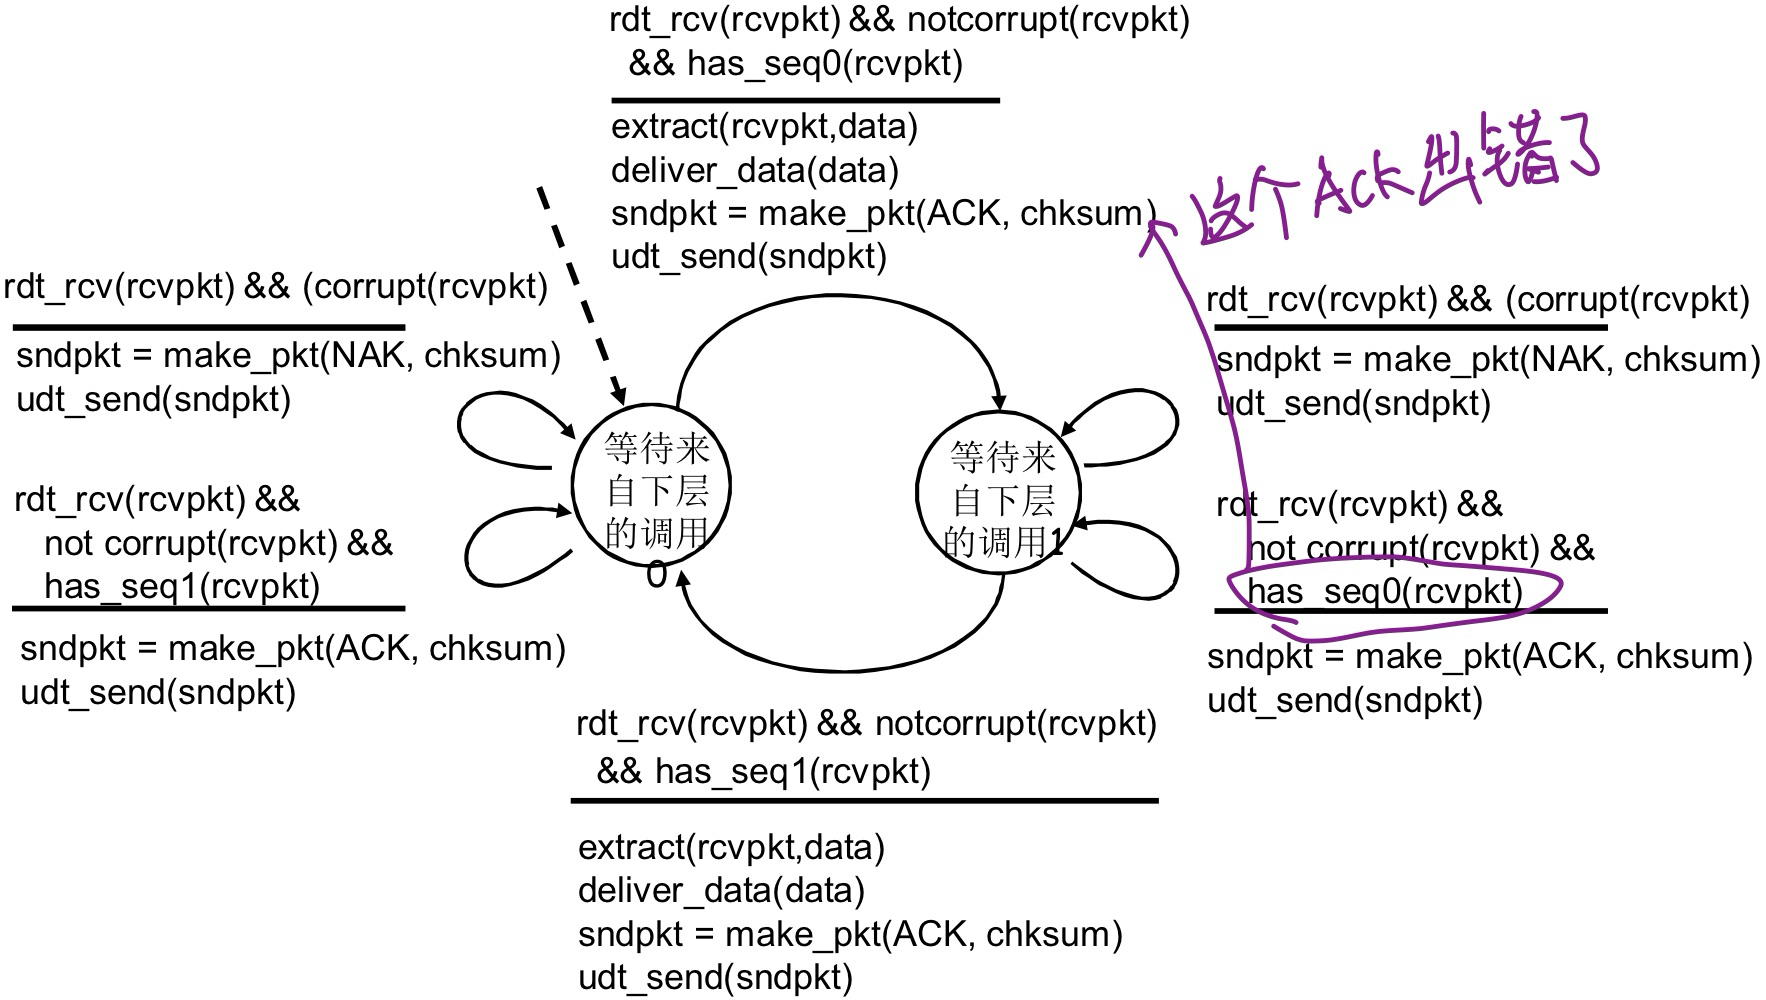 rdt_rcv(rcvpkt) && notcorrupt(rcvpkt)
&& has_seq0(rcvpkt)
extract(rcvpkt,data)
deliver_data(data)
sndpkt = make_pkt(ACK, chksum)
udt_send(sndpkt)
这个Ack出错了
rdt_rcv(rcvpkt) && (corrupt(rcvpkt)
sndpkt = make_pkt(NAK, chksum)
udt_send(sndpkt)
rdt_rcv(rcvpkt) &&
not corrupt(rcvpkt) &&
has_seq1(rcvpkt)
sndpkt = make_pkt(ACK, chksum)
udt_send(sndpkt)
等待来
自下层
的调用
0
等待来
自下层
的调用1
rdt_rcv(rcvpkt) && (corrupt(rcvpkt)
sndpkt = make_pkt(NAK, chksum)
udt_send(sndpkt)
rdt_rcv(rcvpkt) &&
not corrupt(rcvpkt) &&
has_seq0(rcvpkt)
sndpkt = make_pkt(ACK, chksum)
udt_send(sndpkt)
rdt_rcv(rcvpkt) && notcorrupt(rcvpkt)
&& has_seq1(rcvpkt)
extract(rcvpkt,data)
deliver_data(data)
sndpkt = make_pkt(ACK, chksum)
udt_send(sndpkt)